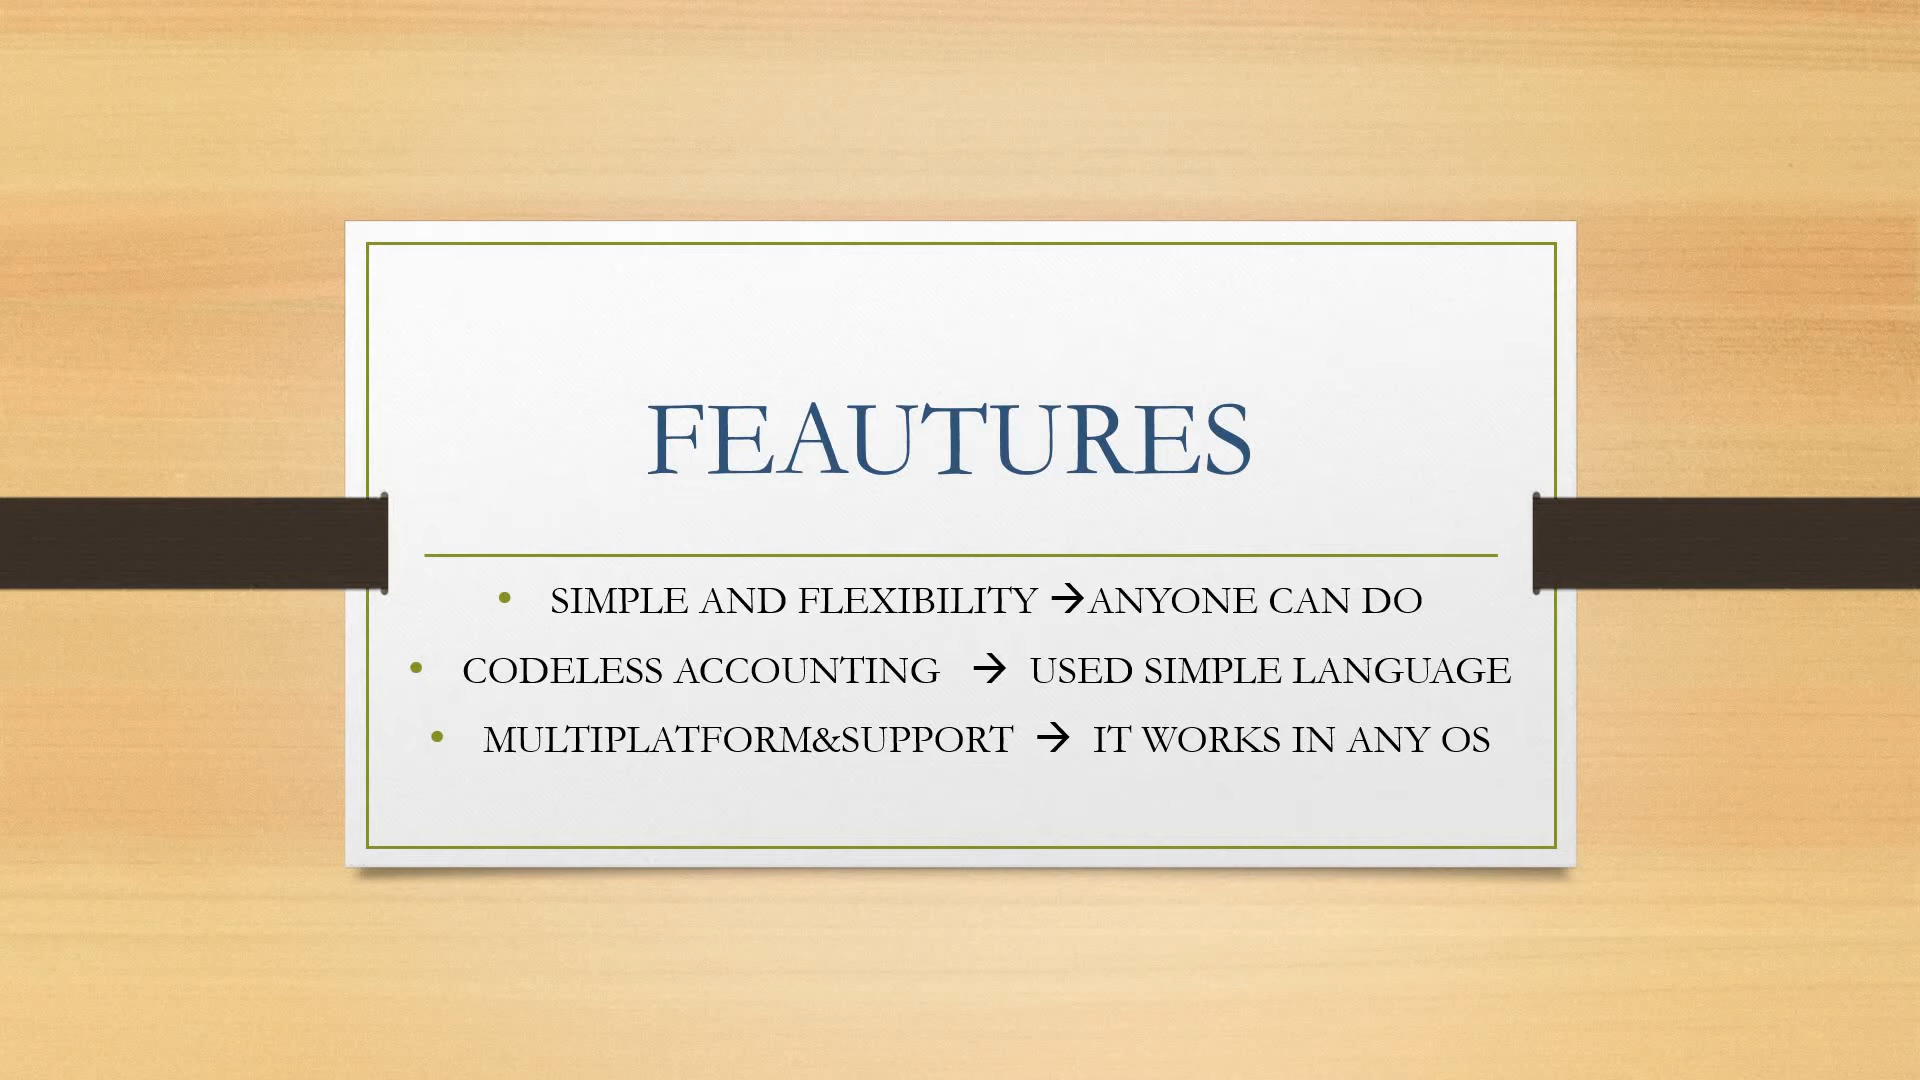 FEAUTURES
• SIMPLE AND FLEXIBILITY →ANYONE CAN DO
• CODELESS ACCOUNTING → USED SIMPLE LANGUAGE
• MULTIPLATFORM&SUPPORT → IT WORKS IN ANY OS